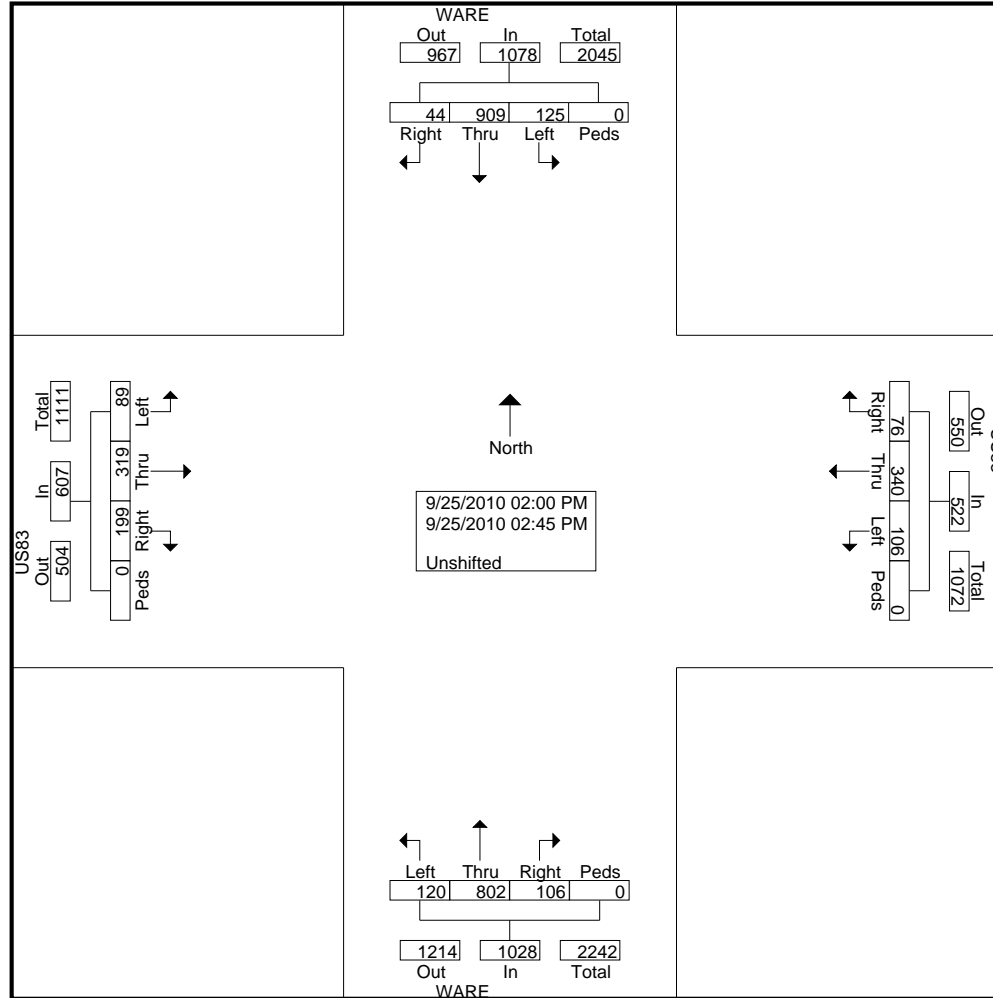 WARE
Out In Total
967 1078 2045
44 909 125 0
Right Thru Left Peds
Total In Out
1111 607 504
US83
89 319 199 0
Left Thru Right Peds
North
9/25/2010 02:00 PM
9/25/2010 02:45 PM
Unshifted
Right Thru Left Peds
76 340 106 0
Out In Total
550 522 1072
Left Thru Right Peds
120 802 106 0
1214 1028 2242
Out In Total
WARE